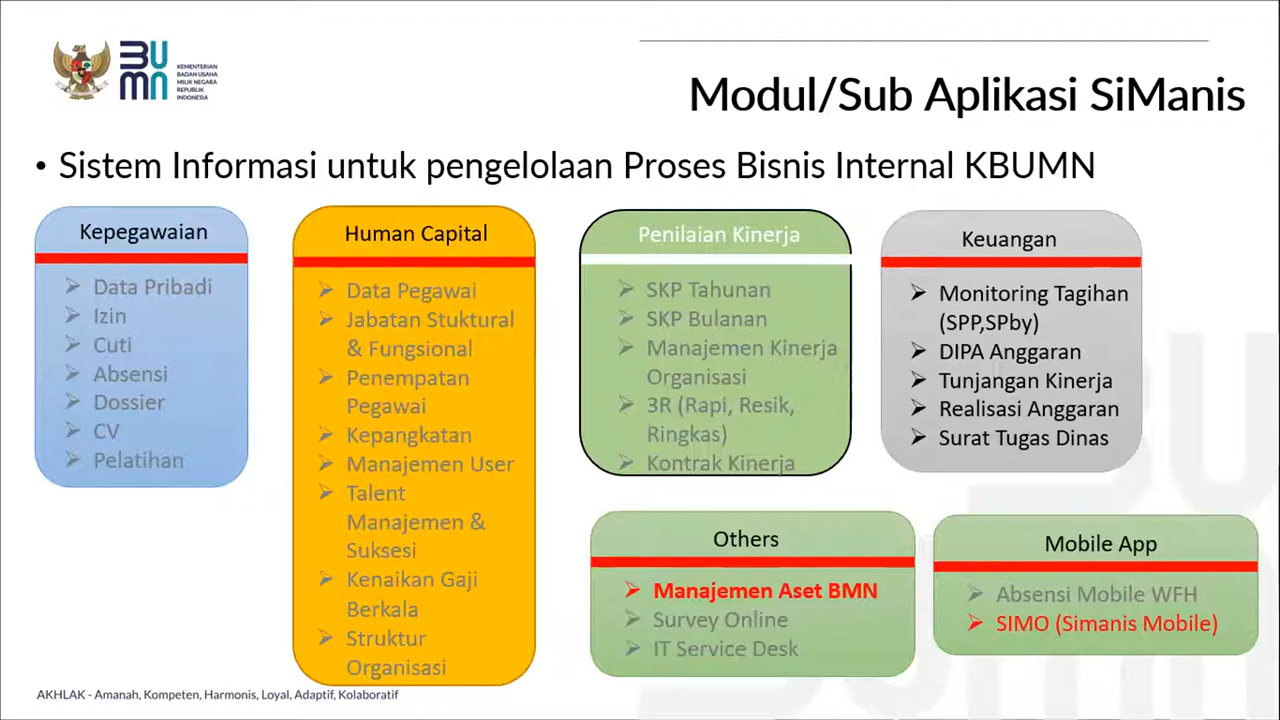 BUMN
KEMENTERIAN
BADAN USAHA
MILIK NEGARA
REPUBLIK
INDONESIA
Modul/Sub Aplikasi SiManis
• Sistem Informasi untuk pengelolaan Proses Bisnis Internal KBUMN
Kepegawaian
Data Pribadi
Izin
Cuti
Absensi
Dossier
CV
Pelatihan
Human Capital
Data Pegawai
Jabatan Stuktural
& Fungsional
Penempatan
Pegawai
Kepangkatan
Manajemen User
Talent
Manajemen &
Suksesi
Kenaikan Gaji
Berkala
Struktur
Organisasi
Penilaian Kinerja
SKP Tahunan
SKP Bulanan
Manajemen Kinerja
Organisasi
3R (Rapi, Resik,
Ringkas)
Kontrak Kinerja
Keuangan
Monitoring Tagihan
(SPP,SPby)
DIPA Anggaran
Tunjangan Kinerja
Realisasi Anggaran
Surat Tugas Dinas
Others
Manajemen Aset BMN
Survey Online
IT Service Desk
Mobile App
Absensi Mobile WFH
SIMO (Simanis Mobile)
AKHLAK - Amanah, Kompeten, Harmonis, Loyal, Adaptif, Kolaboratif